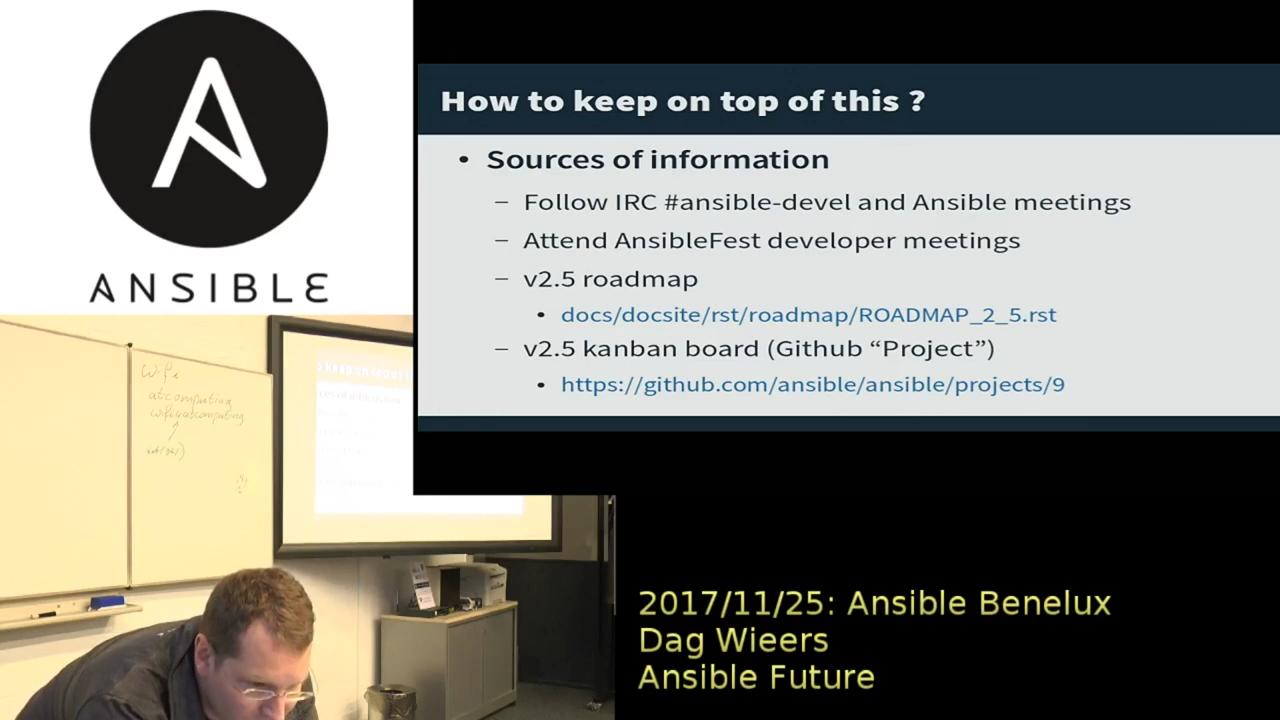 ANSIBLE
How to keep on top of this ?
• Sources of information
– Follow IRC #ansible-devel and Ansible meetings
– Attend AnsibleFest developer meetings
– v2.5 roadmap
• docs/docsite/rst/roadmap/ROADMAP_2_5.rst
– v2.5 kanban board (Github “Project”)
• https://github.com/ansible/ansible/projects/9
Wifi
atcomputing
2017/11/25: Ansible Benelux
Dag Wieers
Ansible Future